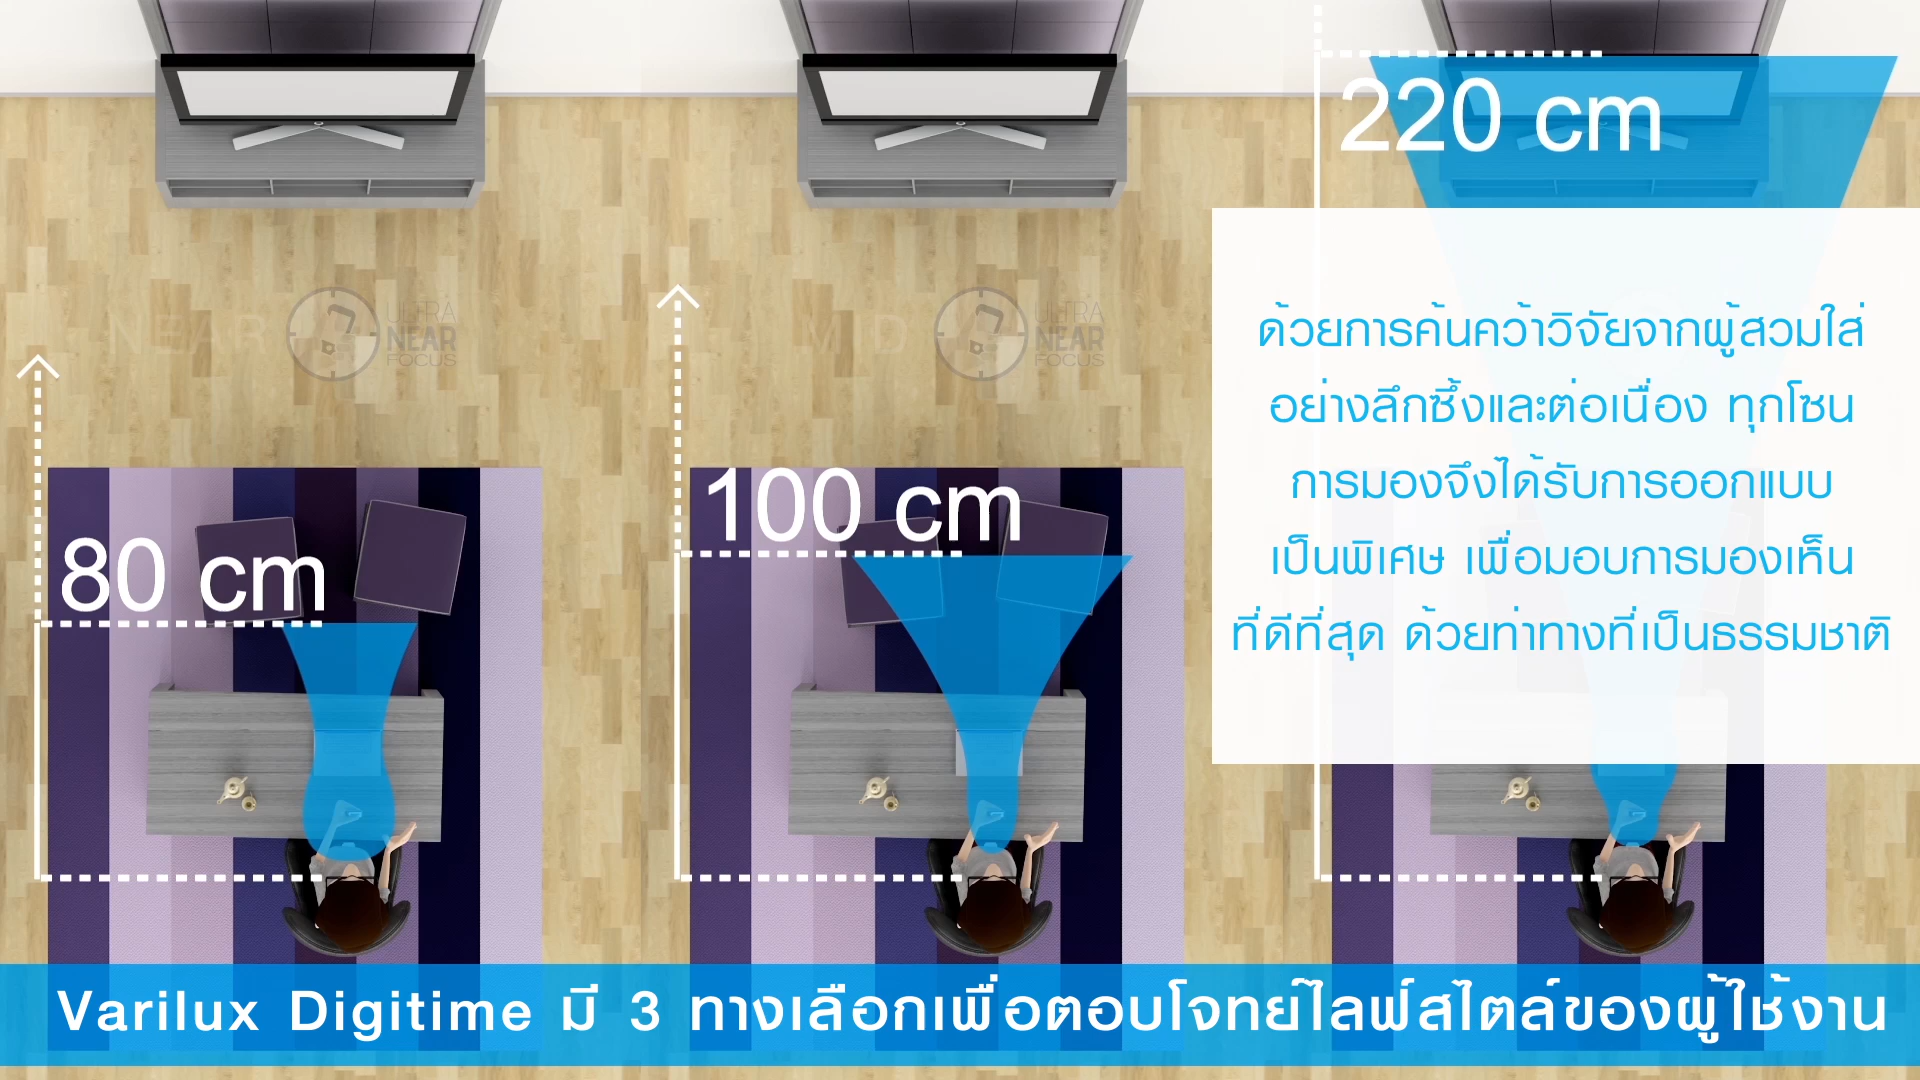 220 cm
NEAR
ULTRA
NEAR
FOCUS
MID
ULTRA
NEAR
FOCUS
ด้วยการค้นคว้าวิจัยจากผู้สวมใส่
อย่างลึกซึ้งและต่อเนื่อง ทุกโซน
การมองจึงได้รับการออกแบบ
เป็นพิเศษ เพื่อมอบการมองเห็น
ที่ดีที่สุด ด้วยท่าทางที่เป็นธรรมชาติ
100 cm
80 cm
Varilux Digitime มี 3 ทางเลือกเพื่อตอบโจทย์ไลฟ์สไตล์ของผู้ใช้งาน